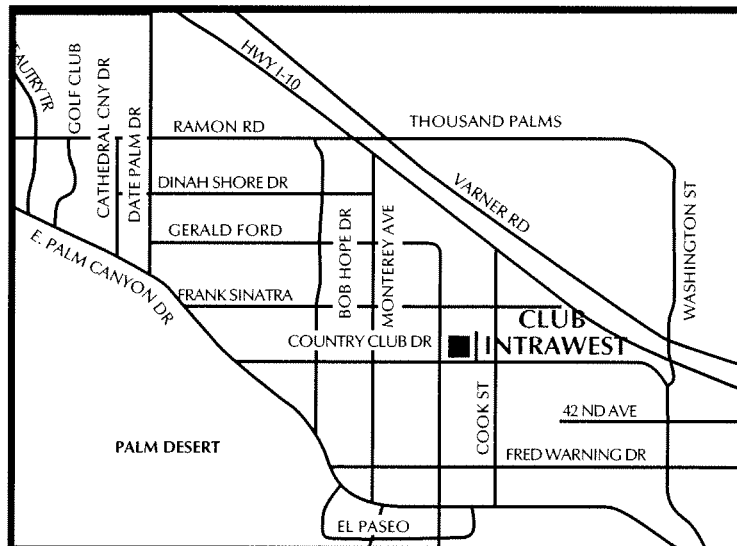 AUTRY TR
GOLF CLUB
CATHEDRAL CNY DR
DATE PALM DR
HWY I-10
RAMON RD
THOUSAND PALMS
DINAH SHORE DR
VARNER RD
WASHINGTON ST
GERALD FORD
BOB HOPE DR
MONTEREY AVE
E. PALM CANYON DR
FRANK SINATRA
COUNTRY CLUB DR
CLUB
INTRAWEST
COOK ST
42 ND AVE
PALM DESERT
FRED WARNING DR
EL PASEO